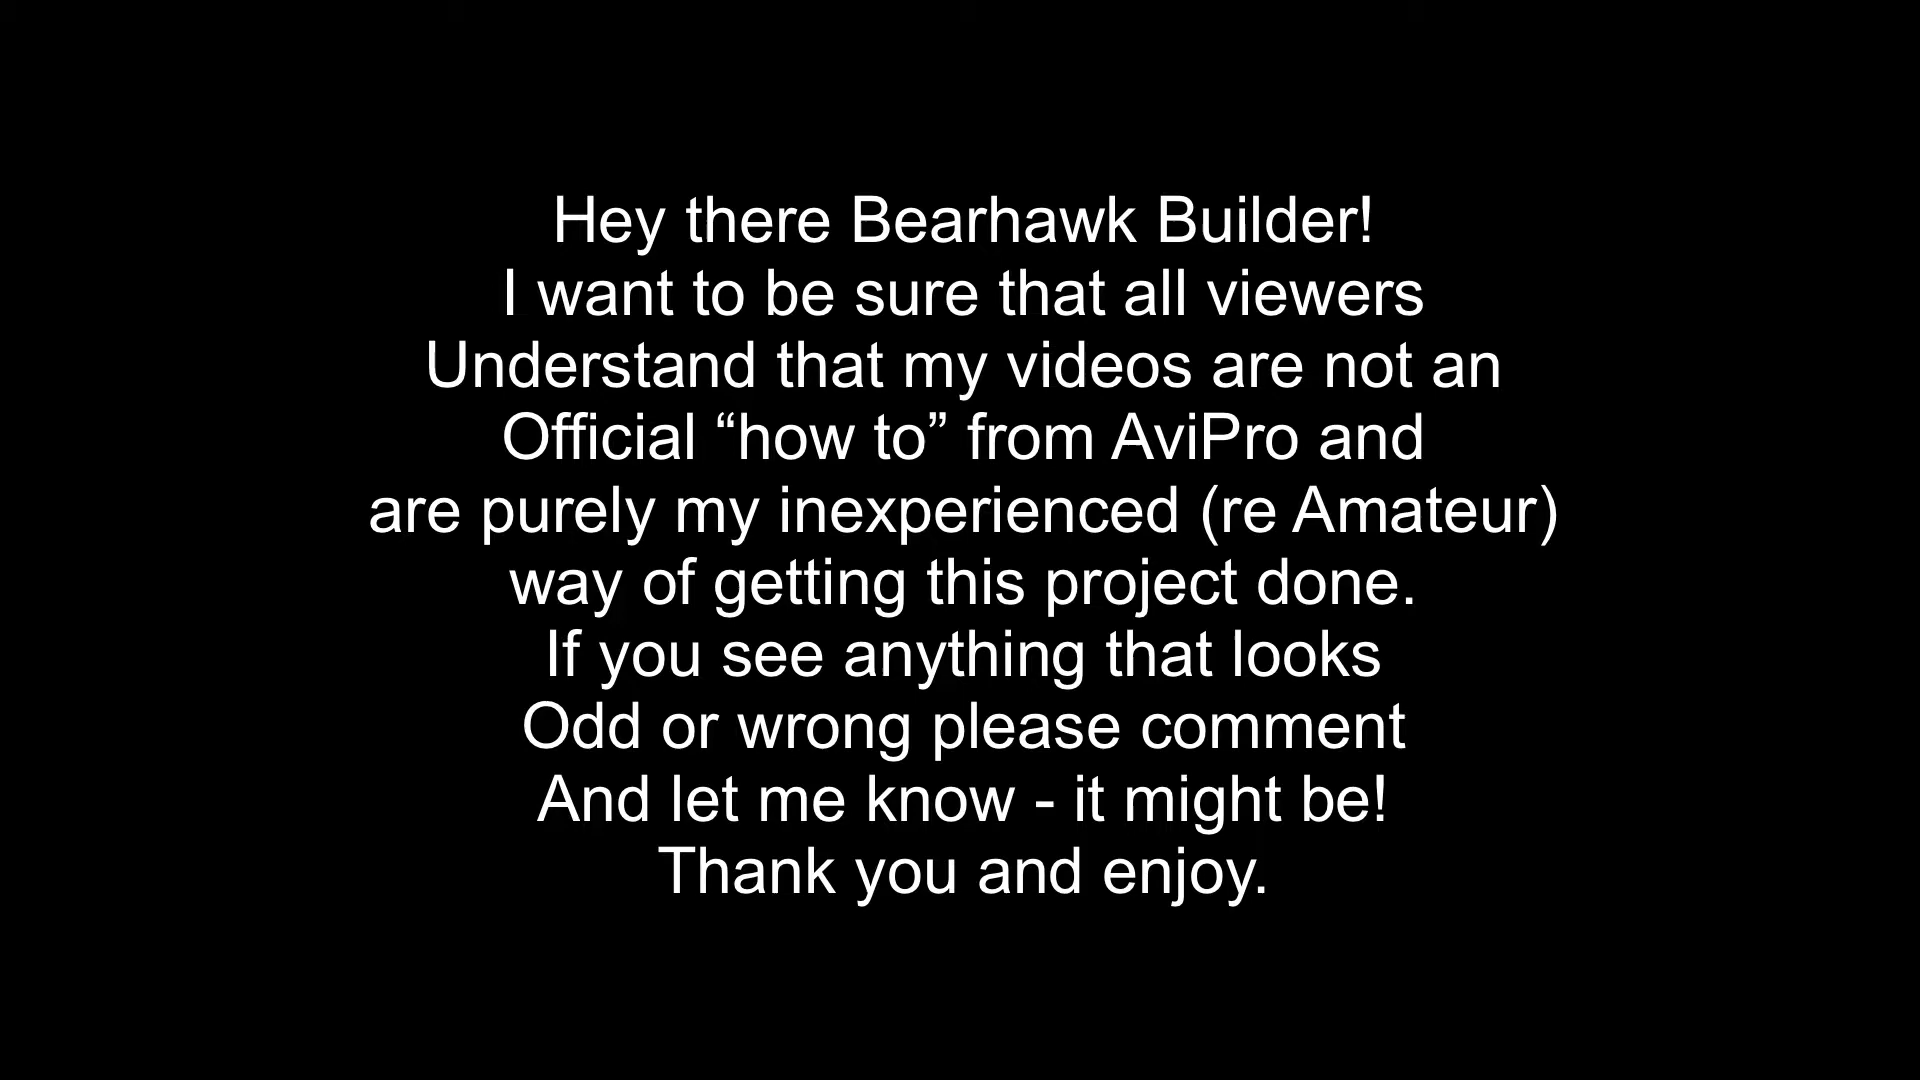 Hey there Bearhawk Builder!
I want to be sure that all viewers
Understand that my videos are not an
Official “how to” from AviPro and
are purely my inexperienced (re Amateur)
way of getting this project done.
If you see anything that looks
Odd or wrong please comment
And let me know - it might be!
Thank you and enjoy.